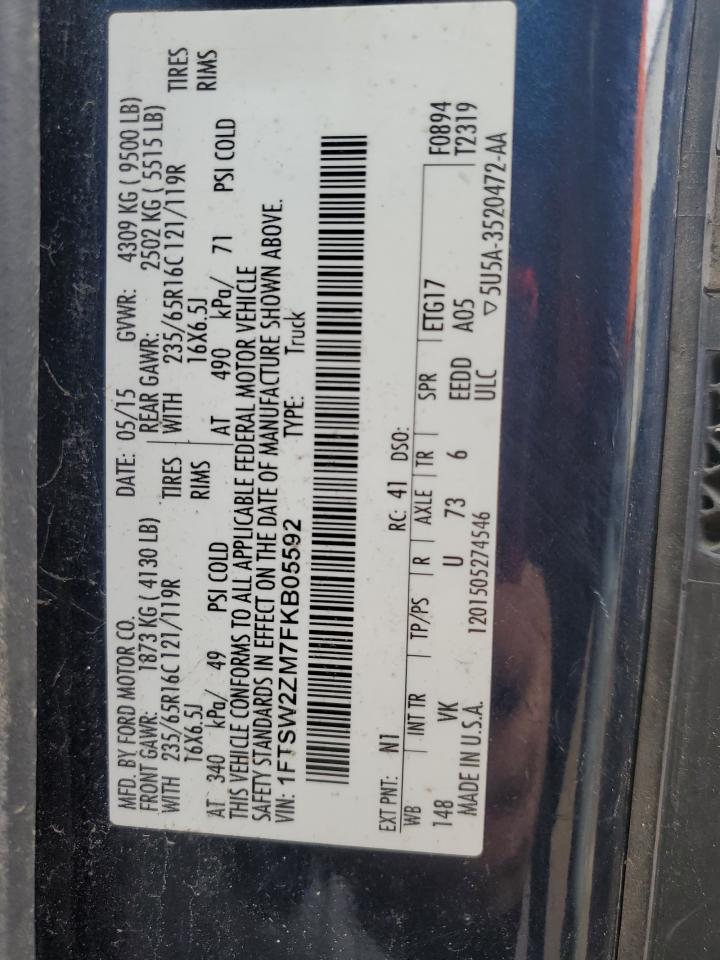 MFD. BY FORD MOTOR CO. DATE: 05/15 GVWR: 4309 KG ( 9500 LB)
FRONT GAWR: 1873 KG ( 4130 LB) REAR GAWR: 2502 KG ( 5515 LB)
WITH 235/65R16C 121/119R TIRES WITH 235/65R16C 121/119R TIRES
16X6.5J RIMS 16X6.5J RIMS
AT 340 kPa/ 49 PSI COLD AT 490 kPa/ 71 PSI COLD
THIS VEHICLE CONFORMS TO ALL APPLICABLE FEDERAL MOTOR VEHICLE
SAFETY STANDARDS IN EFFECT ON THE DATE OF MANUFACTURE SHOWN ABOVE.
VIN: 1FTSW2ZM7FKB05592 TYPE: Truck
EXT PNT: N1 RC: 41 DSO: F0894
WB INT TR TP/PS R AXLE TR SPR ETG17 T2319
148 VK U 73 6 EEDD A05
MADE IN U.S.A. 1201505274546 ULC ▽5U5A-3520472-AA